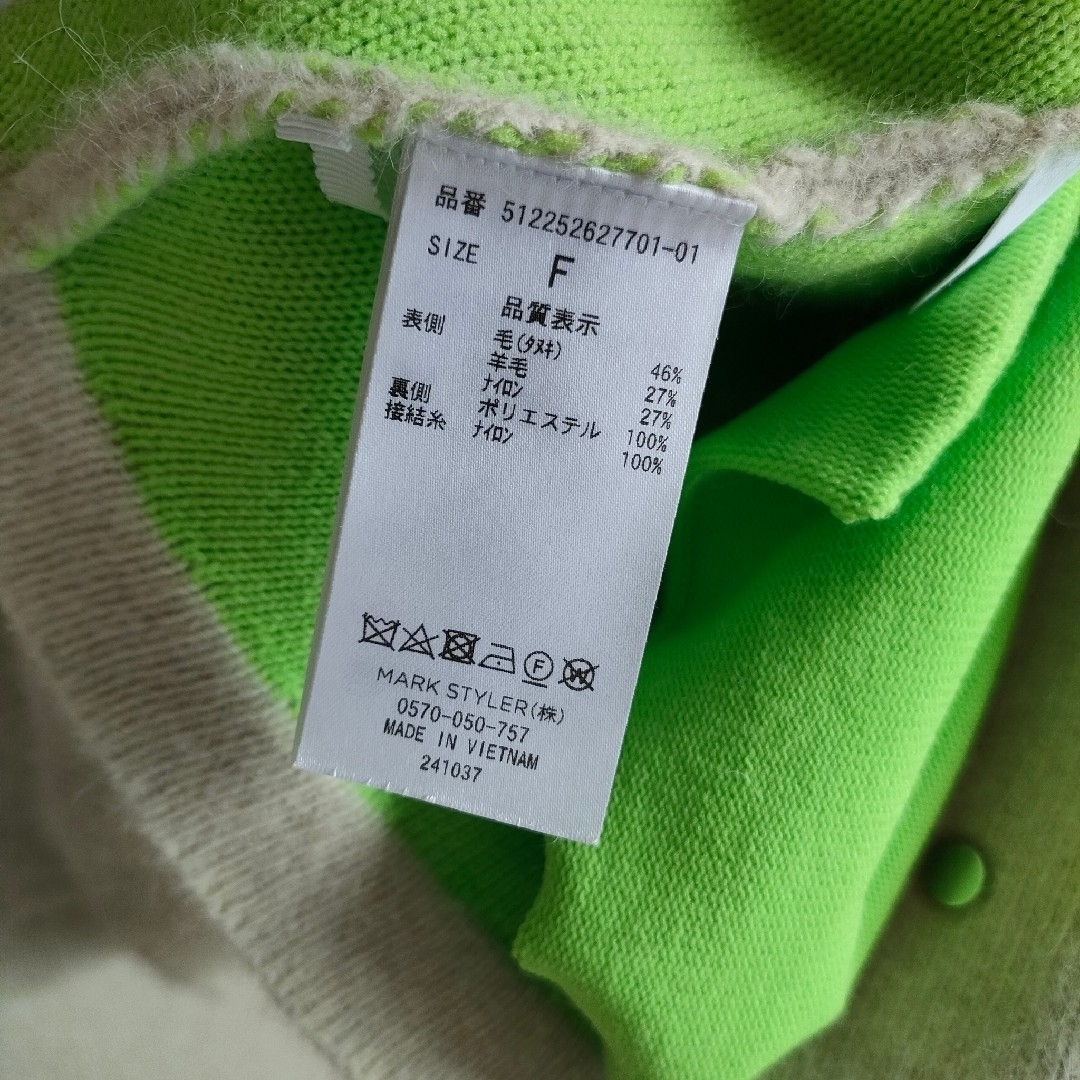 品番 512252627701-01
SIZE F
品質表示
表側 毛(ﾀﾇｷ) 46%
羊毛 27%
ﾅｲﾛﾝ 27%
裏側 ポリエステル 100%
接結糸 ﾅｲﾛﾝ 100%
F W
MARK STYLER(株)
0570-050-757
MADE IN VIETNAM
241037